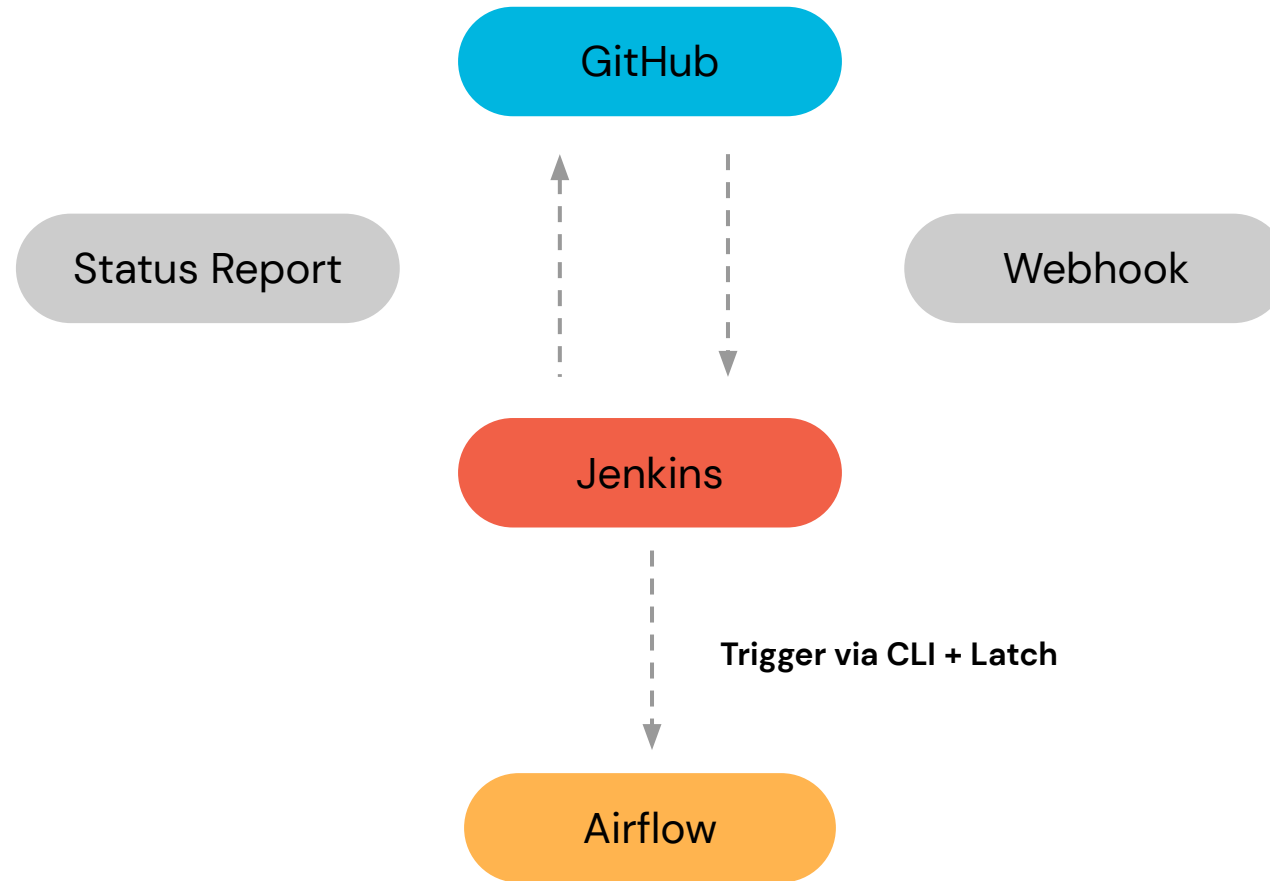 GitHub
Status Report
Webhook
Jenkins
Trigger via CLI + Latch
Airflow